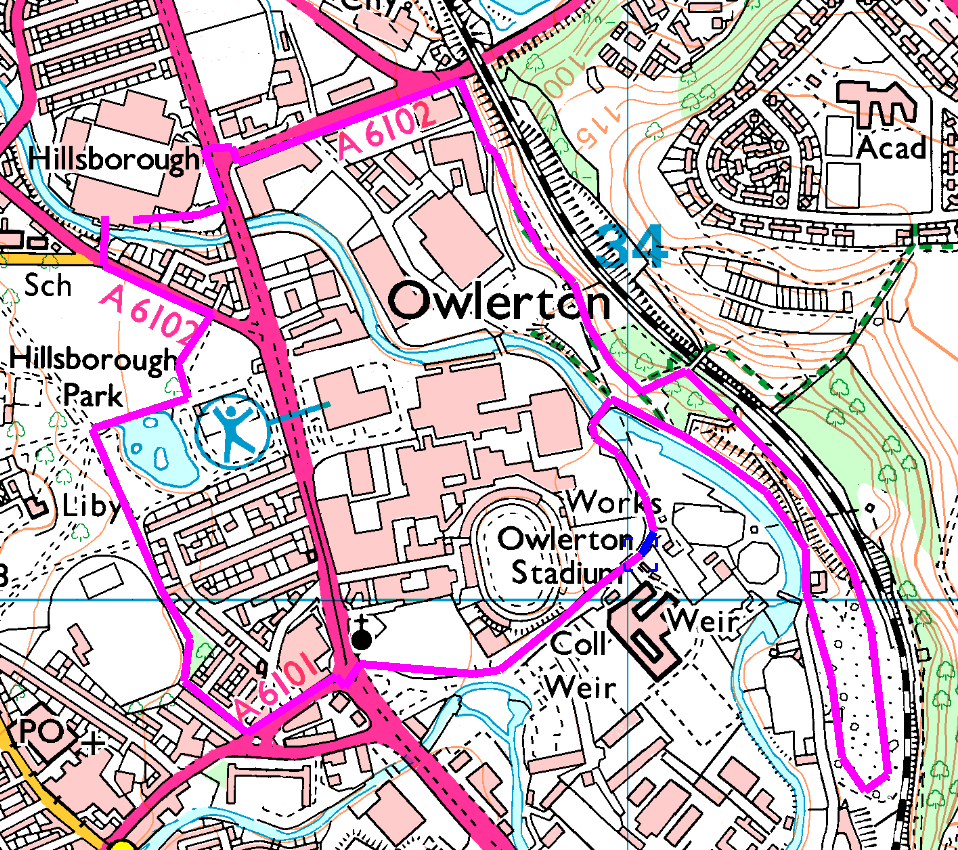 Hillsborough
A 6102
115
100
Acad
34
Sch
A 6102
Owlerton
Hillsborough
Park
Liby
Works
Owlerton
Stadium
Weir
Coll
Weir
A 6101
PO